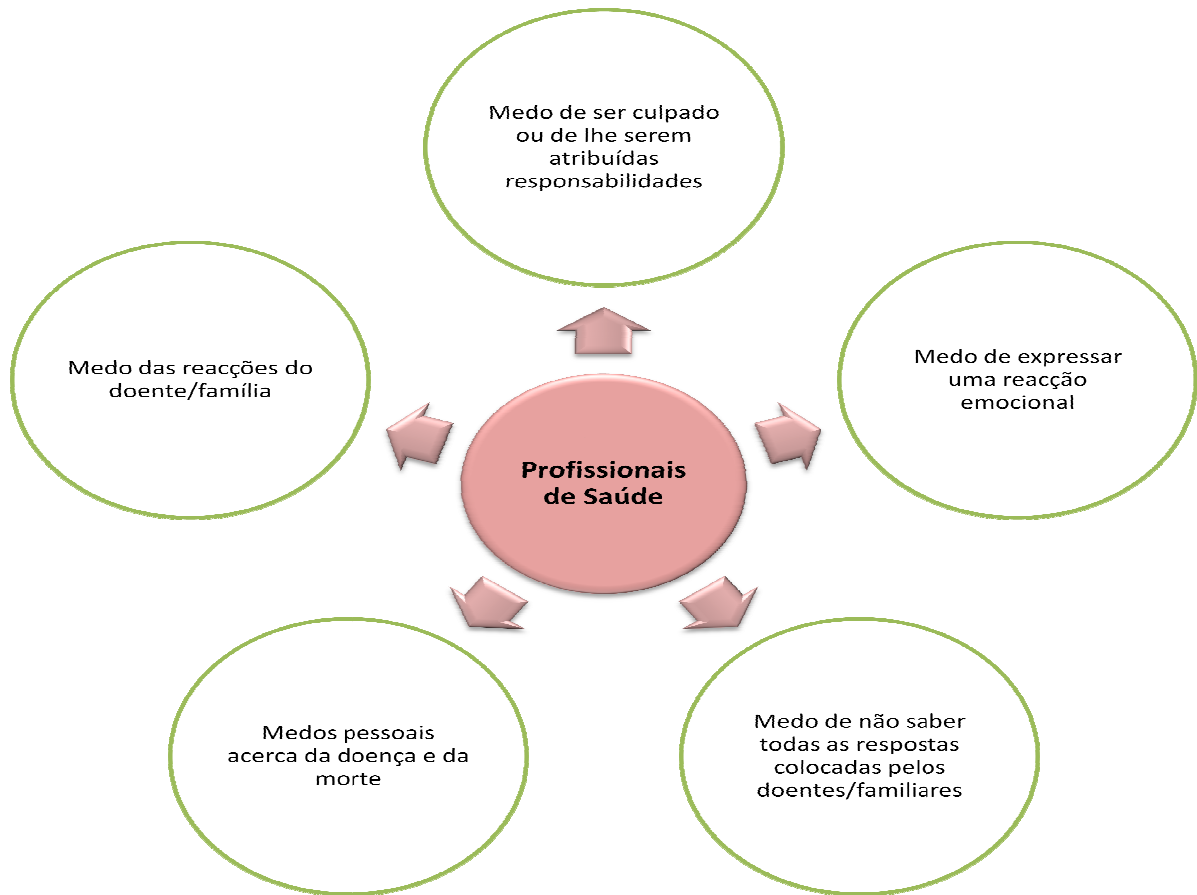 Medo de ser culpado
ou de lhe serem
atribuídas
responsabilidades
Medo das reacções do
doente/família
Medo de expressar
uma reacção
emocional
Profissionais
de Saúde
Medos pessoais
acerca da doença e da
morte
Medo de não saber
todas as respostas
colocadas pelos
doentes/familiares